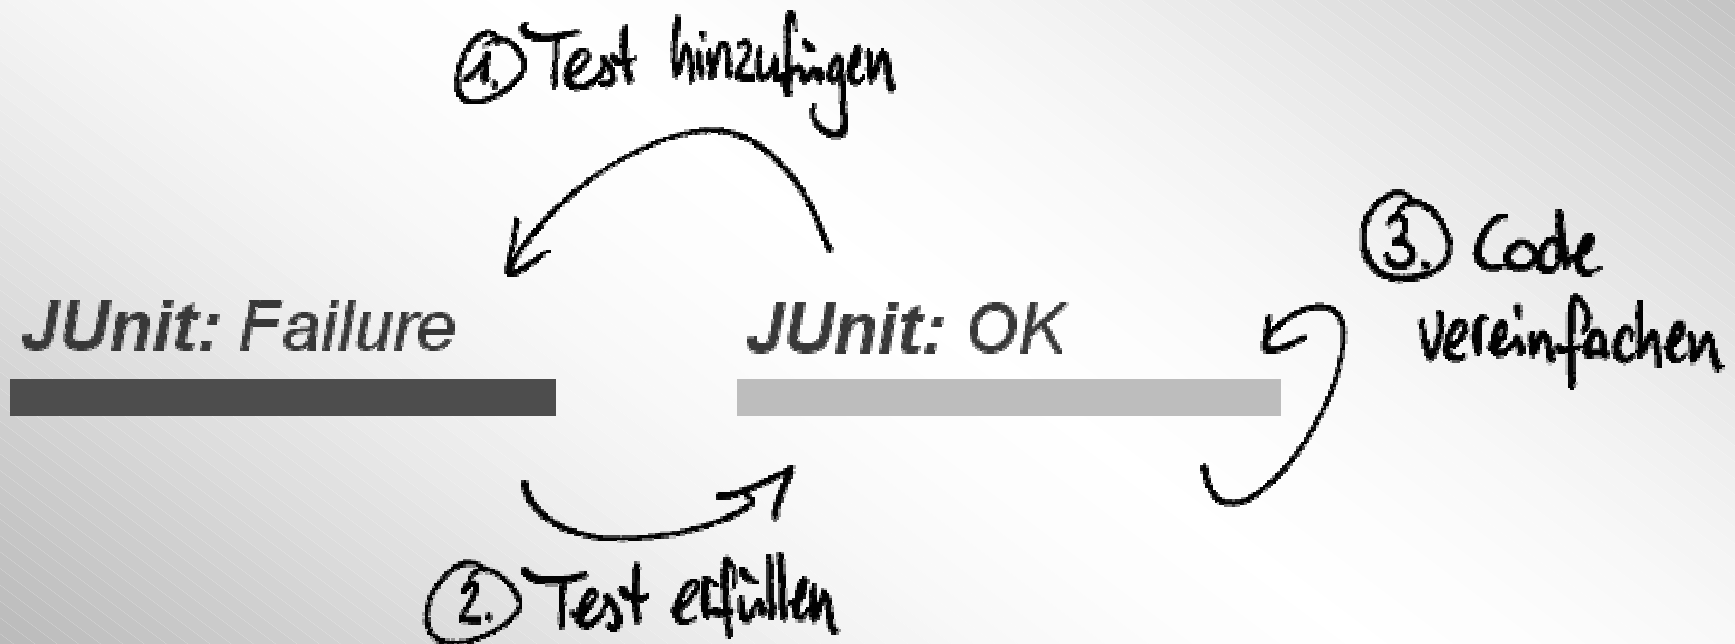 1. Test hinzufügen
JUnit: Failure
JUnit: OK
3. Code
vereinfachen
2. Test erfüllen